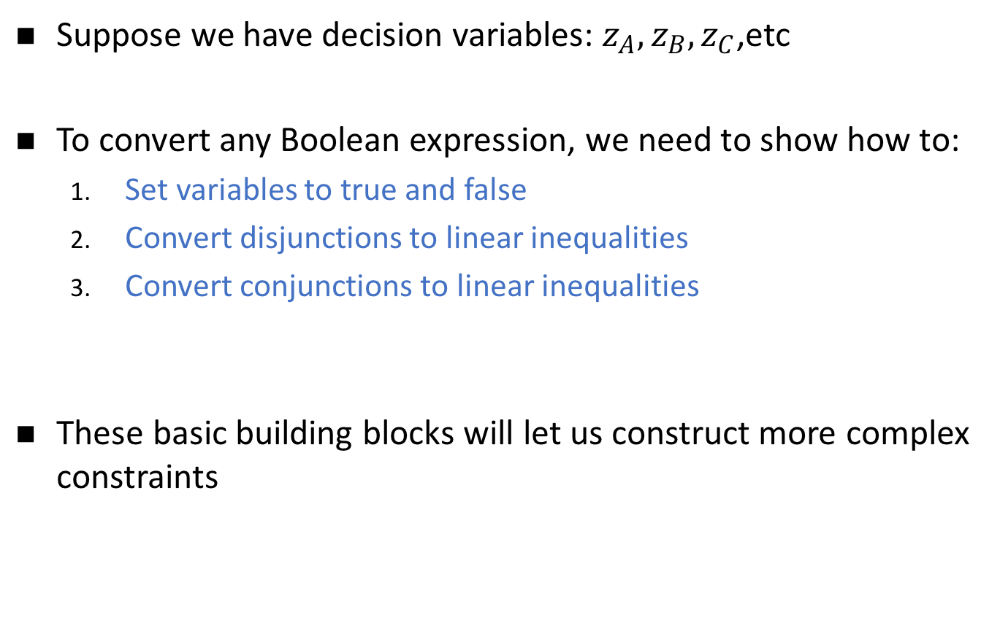 ■ Suppose we have decision variables: z_A, z_B, z_C,etc
■ To convert any Boolean expression, we need to show how to:
1. Set variables to true and false
2. Convert disjunctions to linear inequalities
3. Convert conjunctions to linear inequalities
■ These basic building blocks will let us construct more complex
constraints